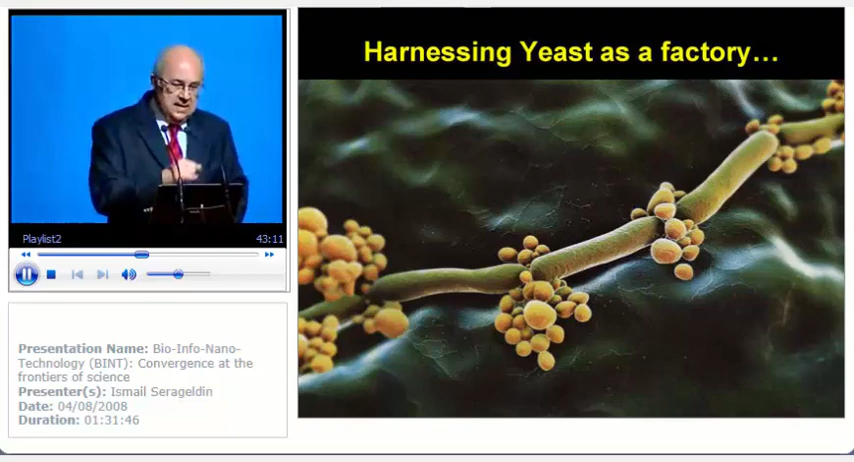 Harnessing Yeast as a factory...
Playlist2 43:11
Presentation Name: Bio-Info-Nano-
Technology (BINT): Convergence at the
frontiers of science
Presenter(s): Ismail Serageldin
Date: 04/08/2008
Duration: 01:31:46